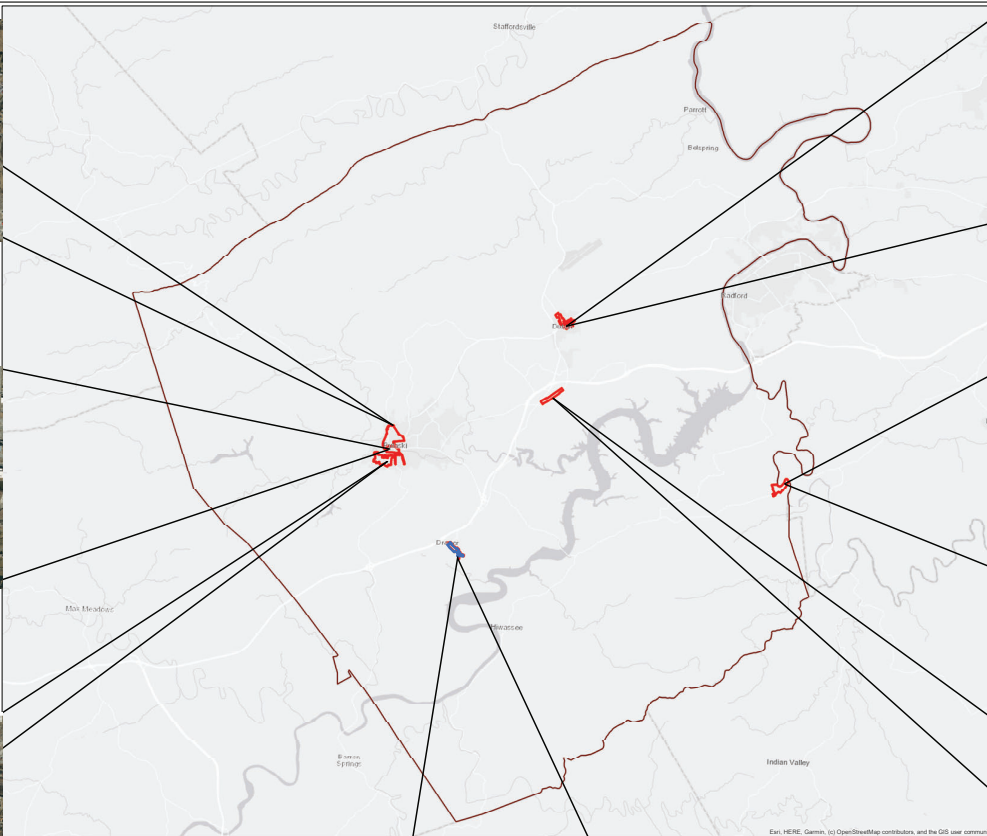 Staffordsville
Parrott
Belspring
Radford
Max Meadows
Hiwassee
Springs
Indian Valley
Esri, HERE, Garmin, (c) OpenStreetMap contributors, and the GIS user commun